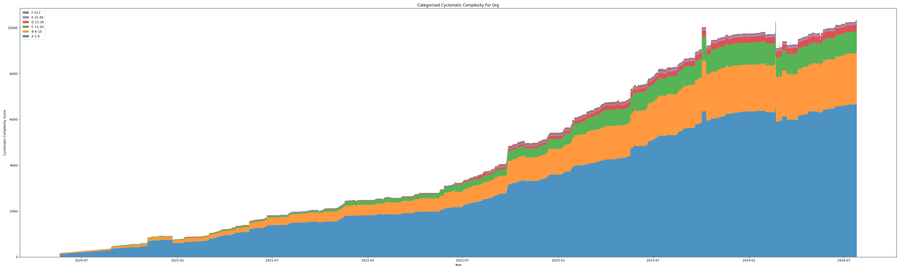 Categorised Cyclomatic Complexity For Org
F 41+
E 31-40
D 21-30
C 11-20
B 6-10
A 1-5
Cyclomatic Complexity Score
10000
8000
6000
4000
2000
0
2020-07
2021-01
2021-07
2022-01
2022-07
2023-01
2023-07
2024-01
2024-07
Year